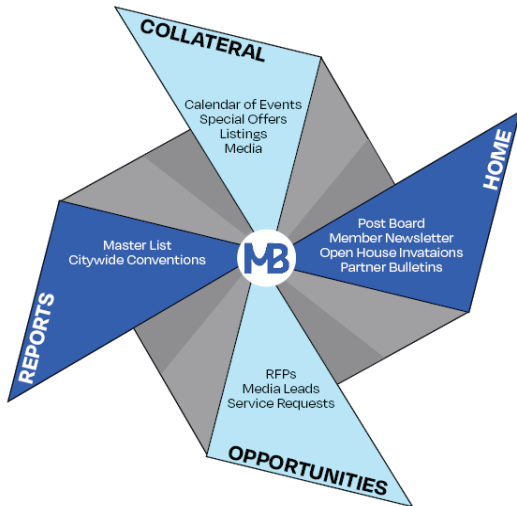 COLLATERAL
Calendar of Events
Special Offers
Listings
Media
HOME
Post Board
Member Newsletter
Open House Invataions
Partner Bulletins
MB
Master List
Citywide Conventions
REPORTS
RFPs
Media Leads
Service Requests
OPPORTUNITIES